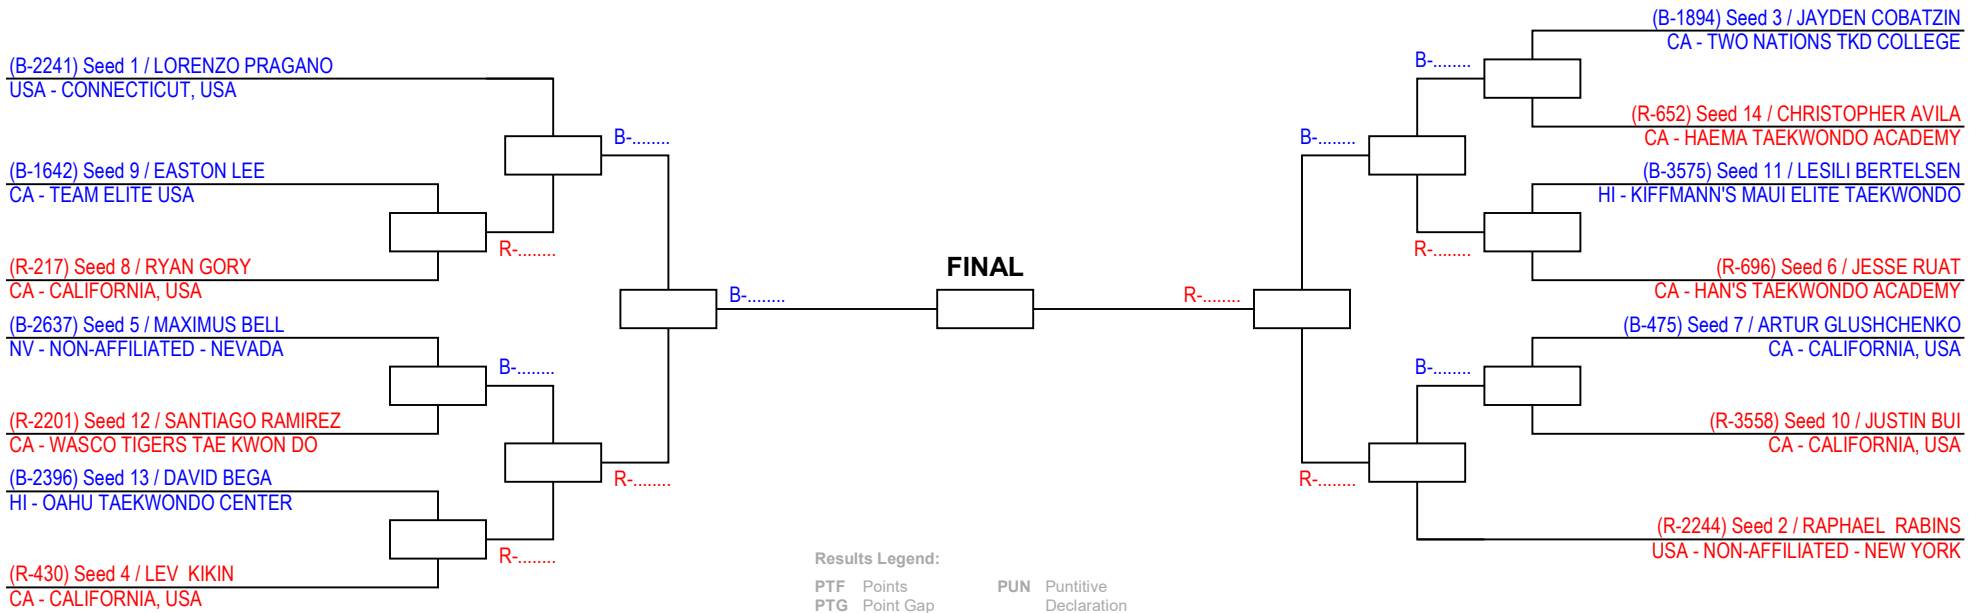 (B-2241) Seed 1 / LORENZO PRAGANO
USA - CONNECTICUT, USA
B-........
(B-1642) Seed 9 / EASTON LEE
CA - TEAM ELITE USA
R-........
(R-217) Seed 8 / RYAN GORY
CA - CALIFORNIA, USA
B-........
(B-2637) Seed 5 / MAXIMUS BELL
NV - NON-AFFILIATED - NEVADA
B-........
(R-2201) Seed 12 / SANTIAGO RAMIREZ
CA - WASCO TIGERS TAE KWON DO
R-........
(B-2396) Seed 13 / DAVID BEGA
HI - OAHU TAEKWONDO CENTER
R-........
(R-430) Seed 4 / LEV  KIKIN
CA - CALIFORNIA, USA
FINAL
(B-1894) Seed 3 / JAYDEN COBATZIN
CA - TWO NATIONS TKD COLLEGE
B-........
(R-652) Seed 14 / CHRISTOPHER AVILA
CA - HAEMA TAEKWONDO ACADEMY
B-........
(B-3575) Seed 11 / LESILI BERTELSEN
HI - KIFFMANN'S MAUI ELITE TAEKWONDO
R-........
(R-696) Seed 6 / JESSE RUAT
CA - HAN'S TAEKWONDO ACADEMY
R-........
(B-475) Seed 7 / ARTUR GLUSHCHENKO
CA - CALIFORNIA, USA
B-........
(R-3558) Seed 10 / JUSTIN BUI
CA - CALIFORNIA, USA
R-........
(R-2244) Seed 2 / RAPHAEL  RABINS
USA - NON-AFFILIATED - NEW YORK
Results Legend:
PTF Points PUN Puntitive
PTG Point Gap Declaration